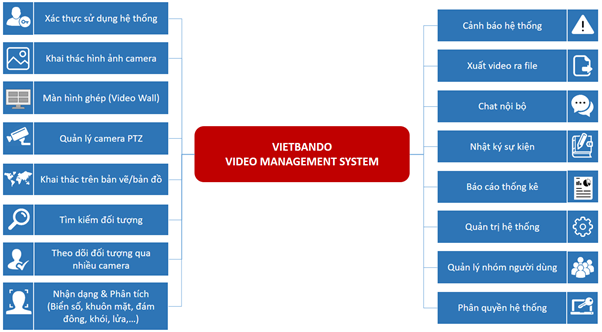 Xác thực sử dụng hệ thống
Khai thác hình ảnh camera
Màn hình ghép (Video Wall)
Quản lý camera PTZ
Khai thác trên bản vẽ/bản đồ
Tìm kiếm đối tượng
Theo dõi đối tượng qua
nhiều camera
Nhận dạng & Phân tích
(Biển số, khuôn mặt, đám
đông, khói, lửa,...)
VIETBANDO
VIDEO MANAGEMENT SYSTEM
Cảnh báo hệ thống
Xuất video ra file
Chat nội bộ
Nhật ký sự kiện
Báo cáo thống kê
Quản trị hệ thống
Quản lý nhóm người dùng
Phân quyền hệ thống